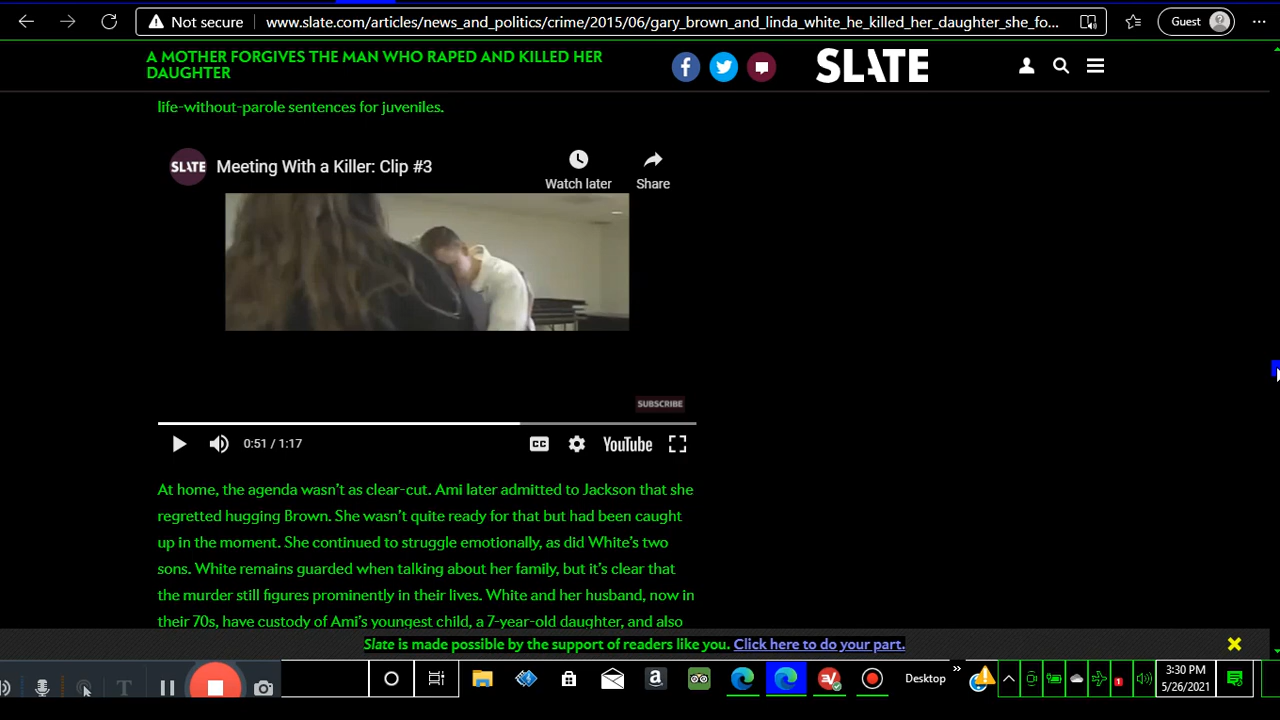 Not secure
www.slate.com/articles/news_and_politics/crime/2015/06/gary_brown_and_linda_white_he_killed_her_daughter_she_fo...
Guest
A MOTHER FORGIVES THE MAN WHO RAPED AND KILLED HER
DAUGHTER
SLATE
life-without-parole sentences for juveniles.
SLATE
Meeting With a Killer: Clip #3
Watch later
Share
SUBSCRIBE
0:51 / 1:17
CC
YouTube
At home, the agenda wasn't as clear-cut. Ami later admitted to Jackson that she
regretted hugging Brown. She wasn't quite ready for that but had been caught
up in the moment. She continued to struggle emotionally, as did White's two
sons. White remains guarded when talking about her family, but it's clear that
the murder still figures prominently in their lives. White and her husband, now in
their 70s, have custody of Ami's youngest child, a 7-year-old daughter, and also
Slate is made possible by the support of readers like you. Click here to do your part.
T
a
Desktop
1
3:30 PM
5/26/2021